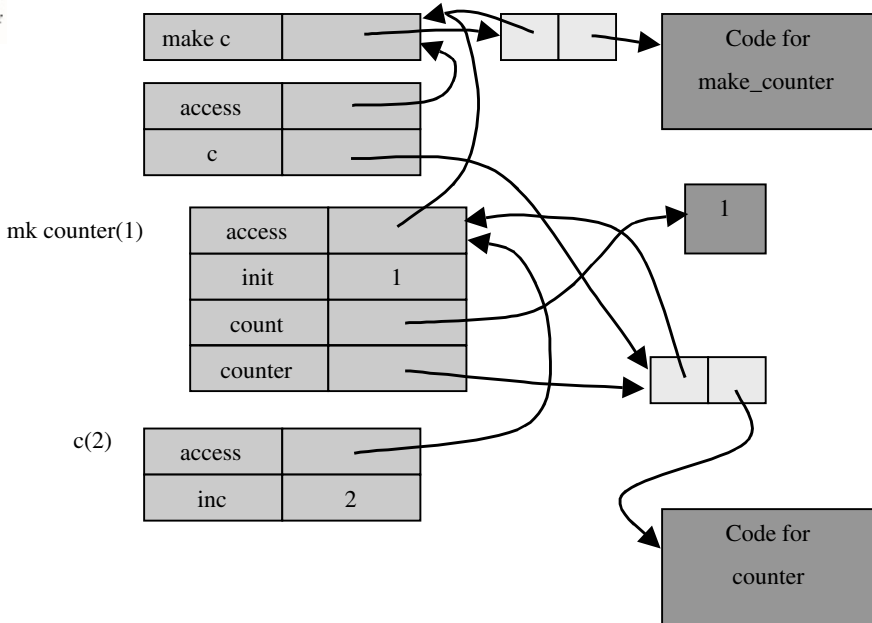 make c
Code for
make_counter
access
c
mk counter(1)
access
1
init 1
count
counter
c(2)
access
inc 2
Code for
counter